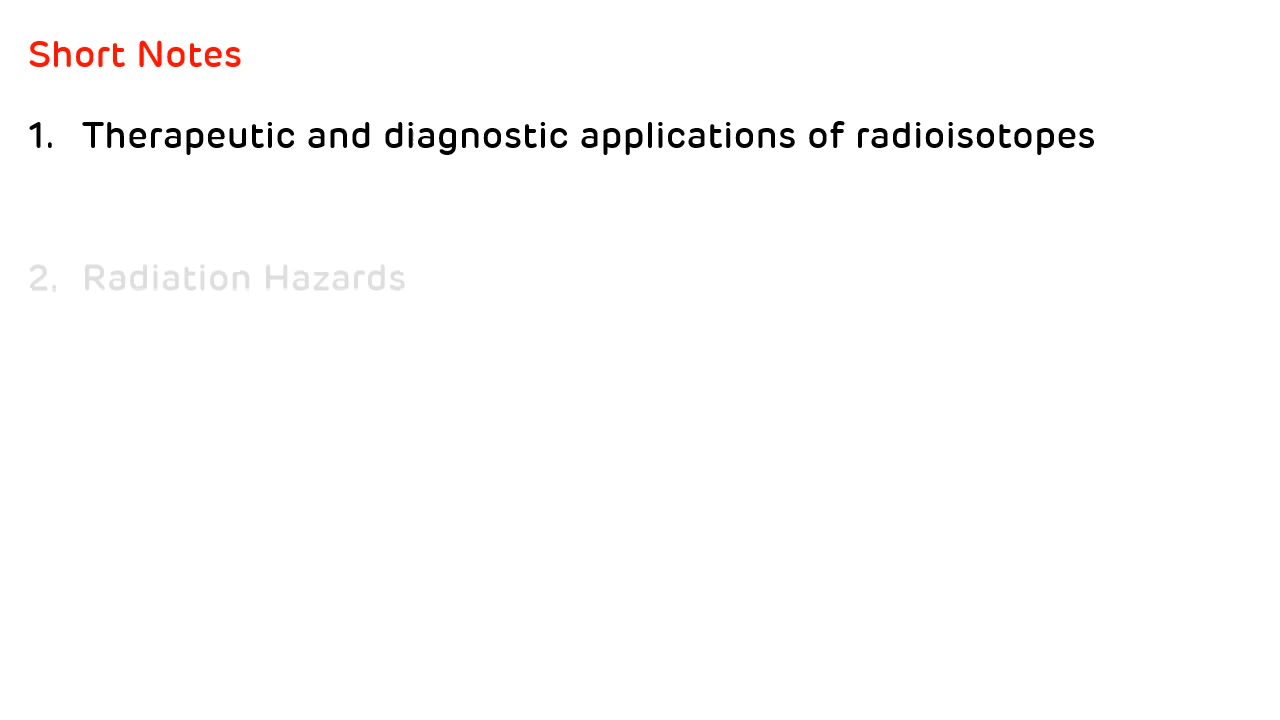 Short Notes
1. Therapeutic and diagnostic applications of radioisotopes
2. Radiation Hazards